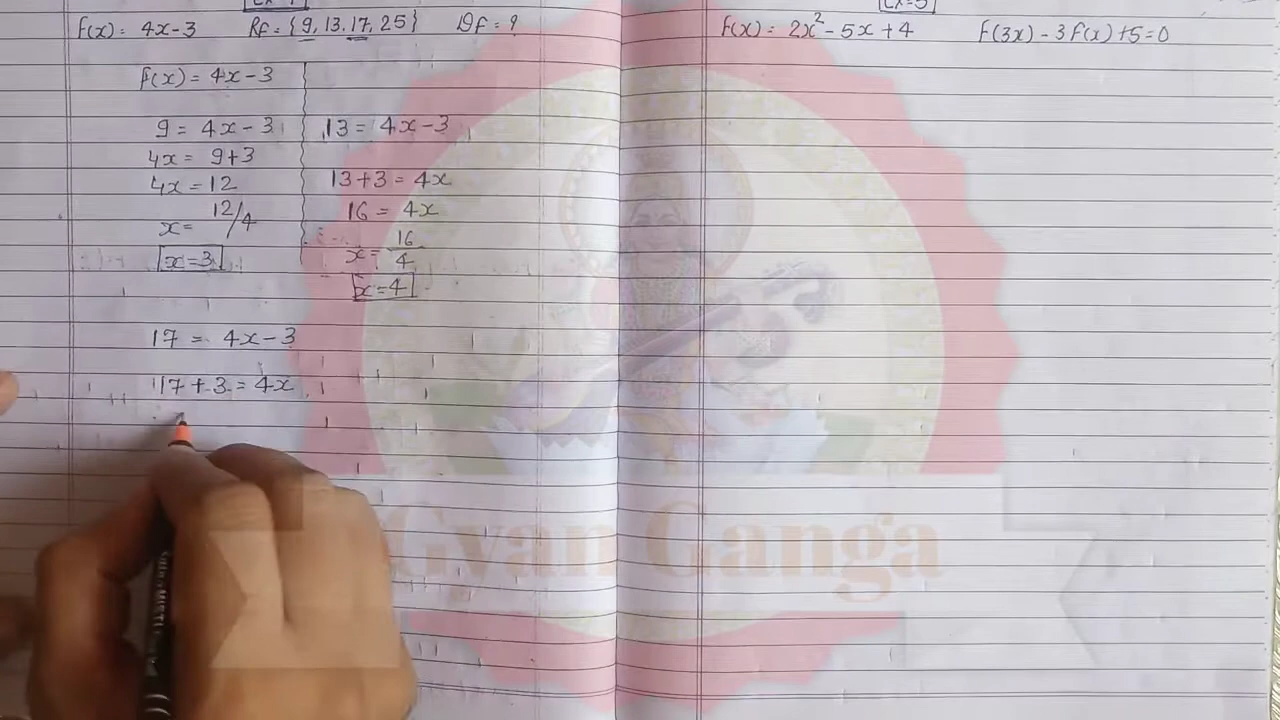 f(x) = 4x-3 Rf = {9, 13, 17, 25} Df = ?
f(x) = 4x-3
9 = 4x-3
4x = 9+3
4x = 12
x = 12/4
x=3
13 = 4x-3
13+3 = 4x
16 = 4x
x = 16/4
x=4
17 = 4x-3
17+3 = 4x
f(x) = 2x²-5x+4 f(3x)-3f(x)+5=0
Gyan Ganga